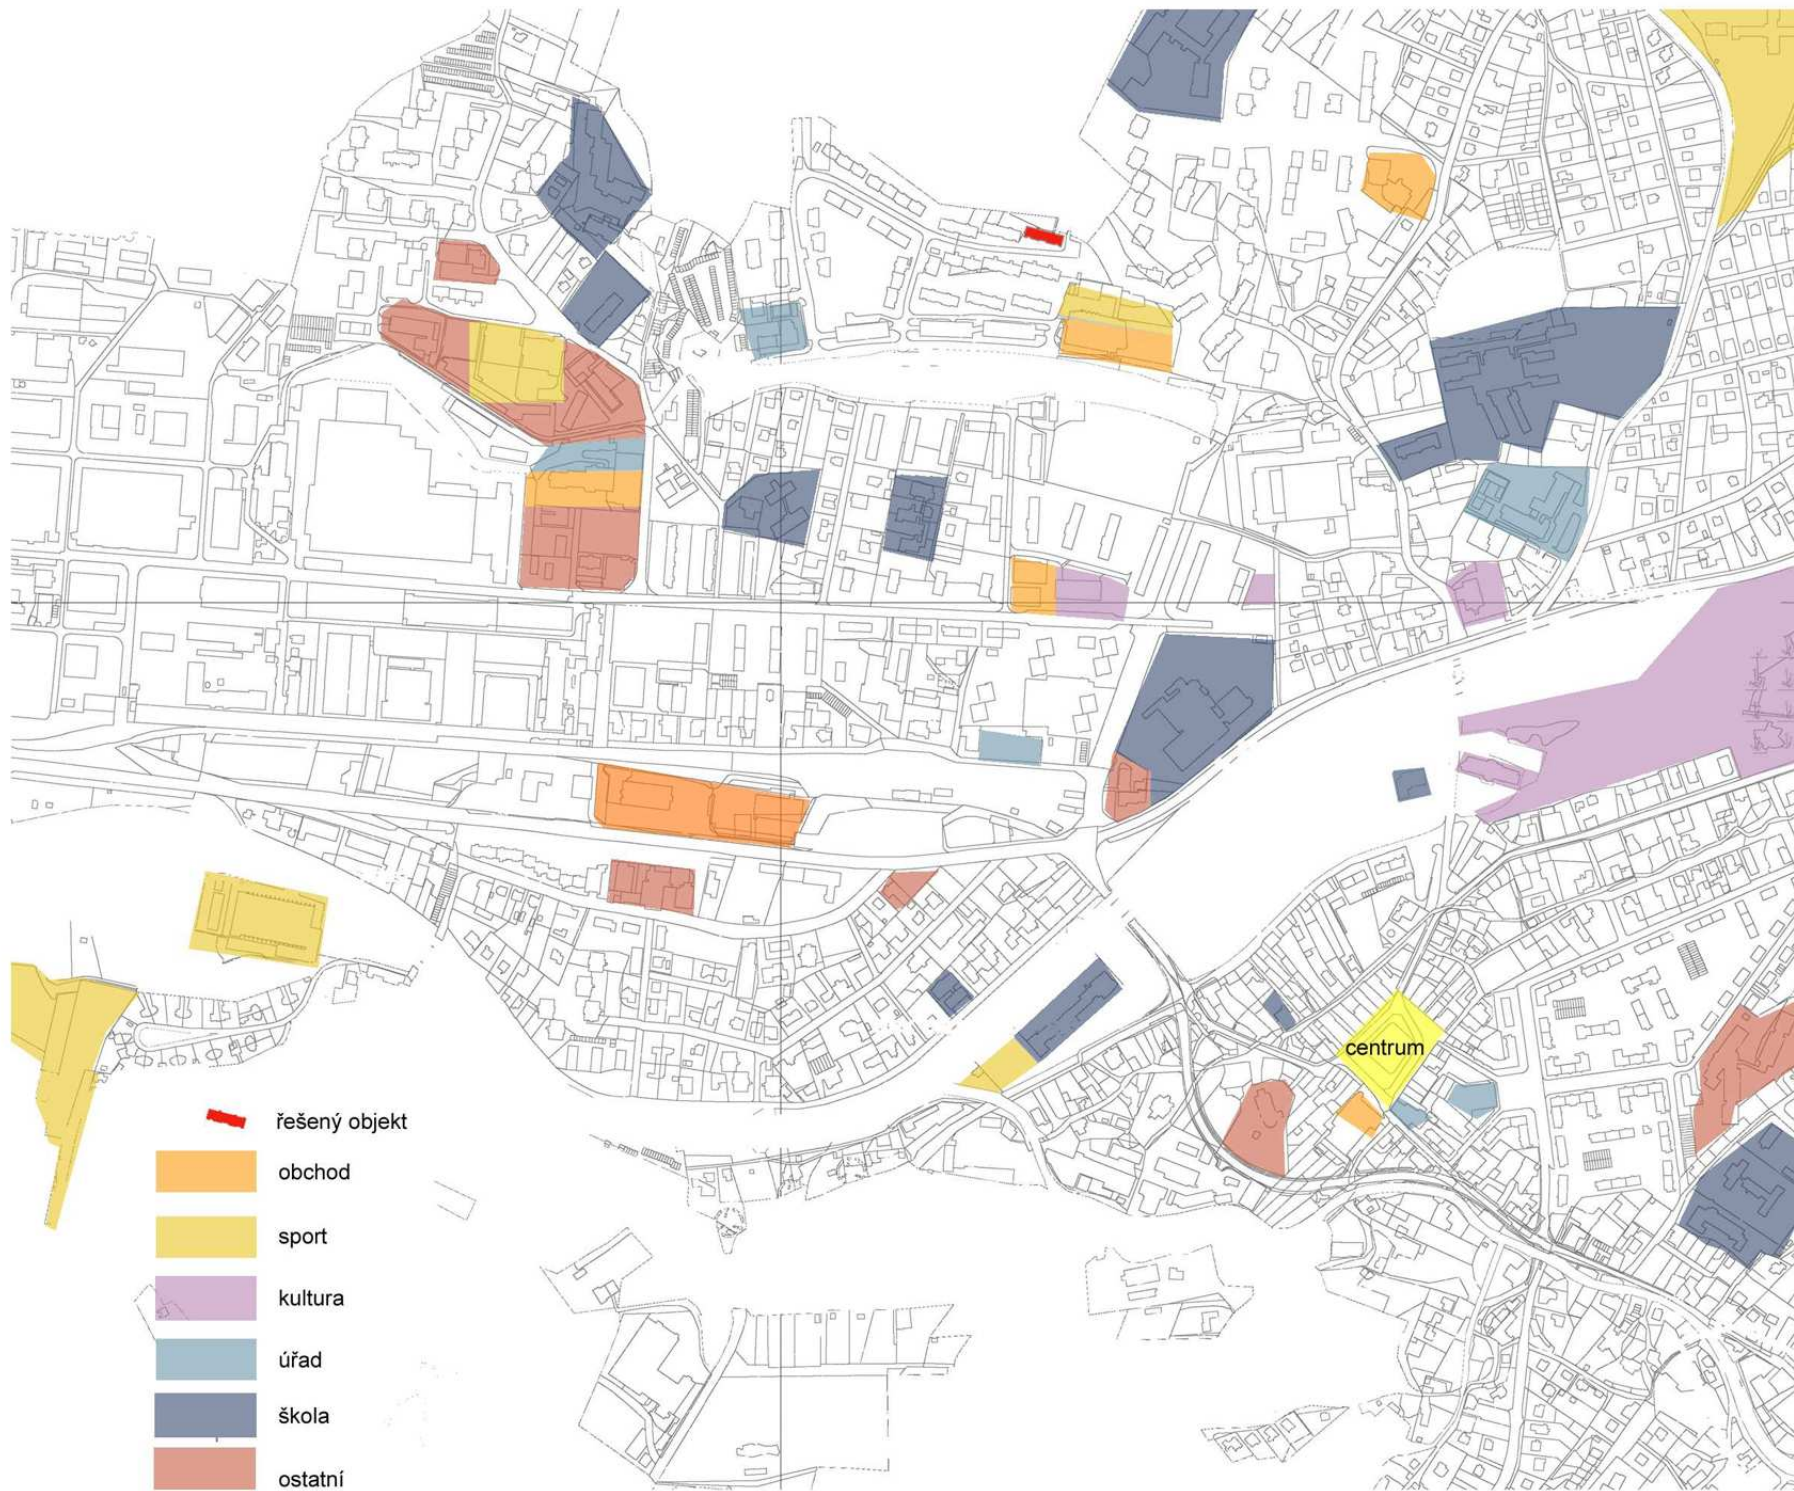 centrum
řešený objekt
obchod
sport
kultura
úřad
škola
ostatní